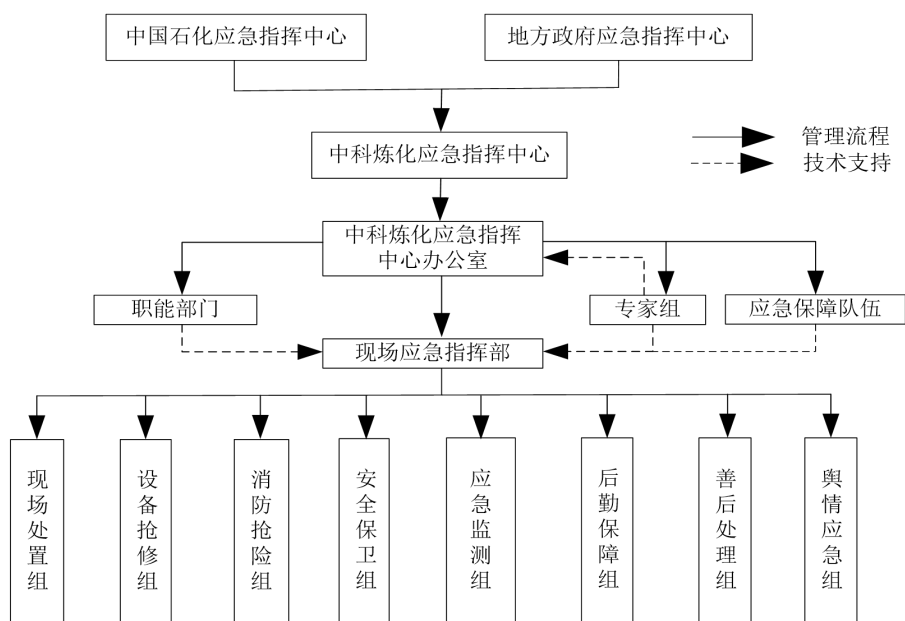 中国石化应急指挥中心
地方政府应急指挥中心
中科炼化应急指挥中心
管理流程
技术支持
中科炼化应急指挥
中心办公室
职能部门
专家组
应急保障队伍
现场应急指挥部
现场处置组
设备抢修组
消防抢险组
安全保卫组
应急监测组
后勤保障组
善后处理组
舆情应急组